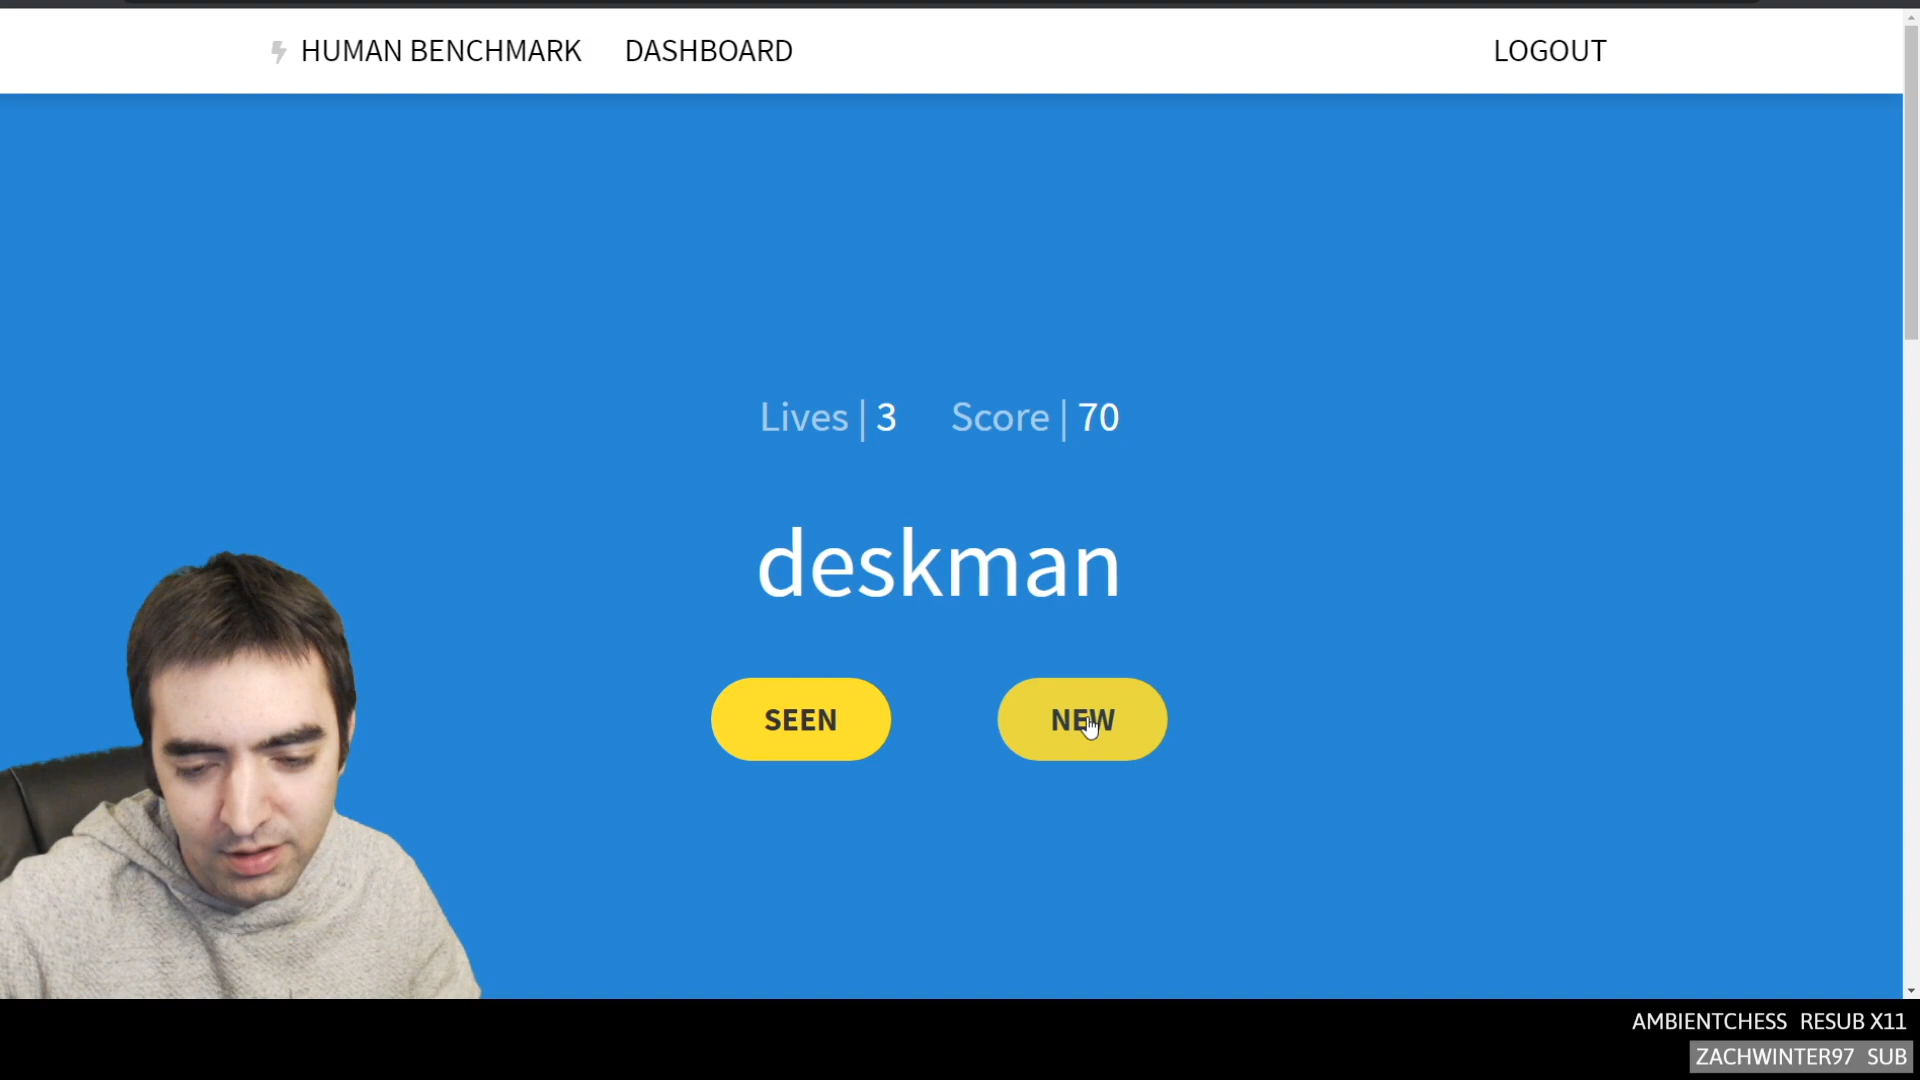 HUMAN BENCHMARK DASHBOARD LOGOUT
Lives | 3 Score | 70
deskman
SEEN NEW
AMBIENTCHESS RESUB X11
ZACHWINTER97 SUB